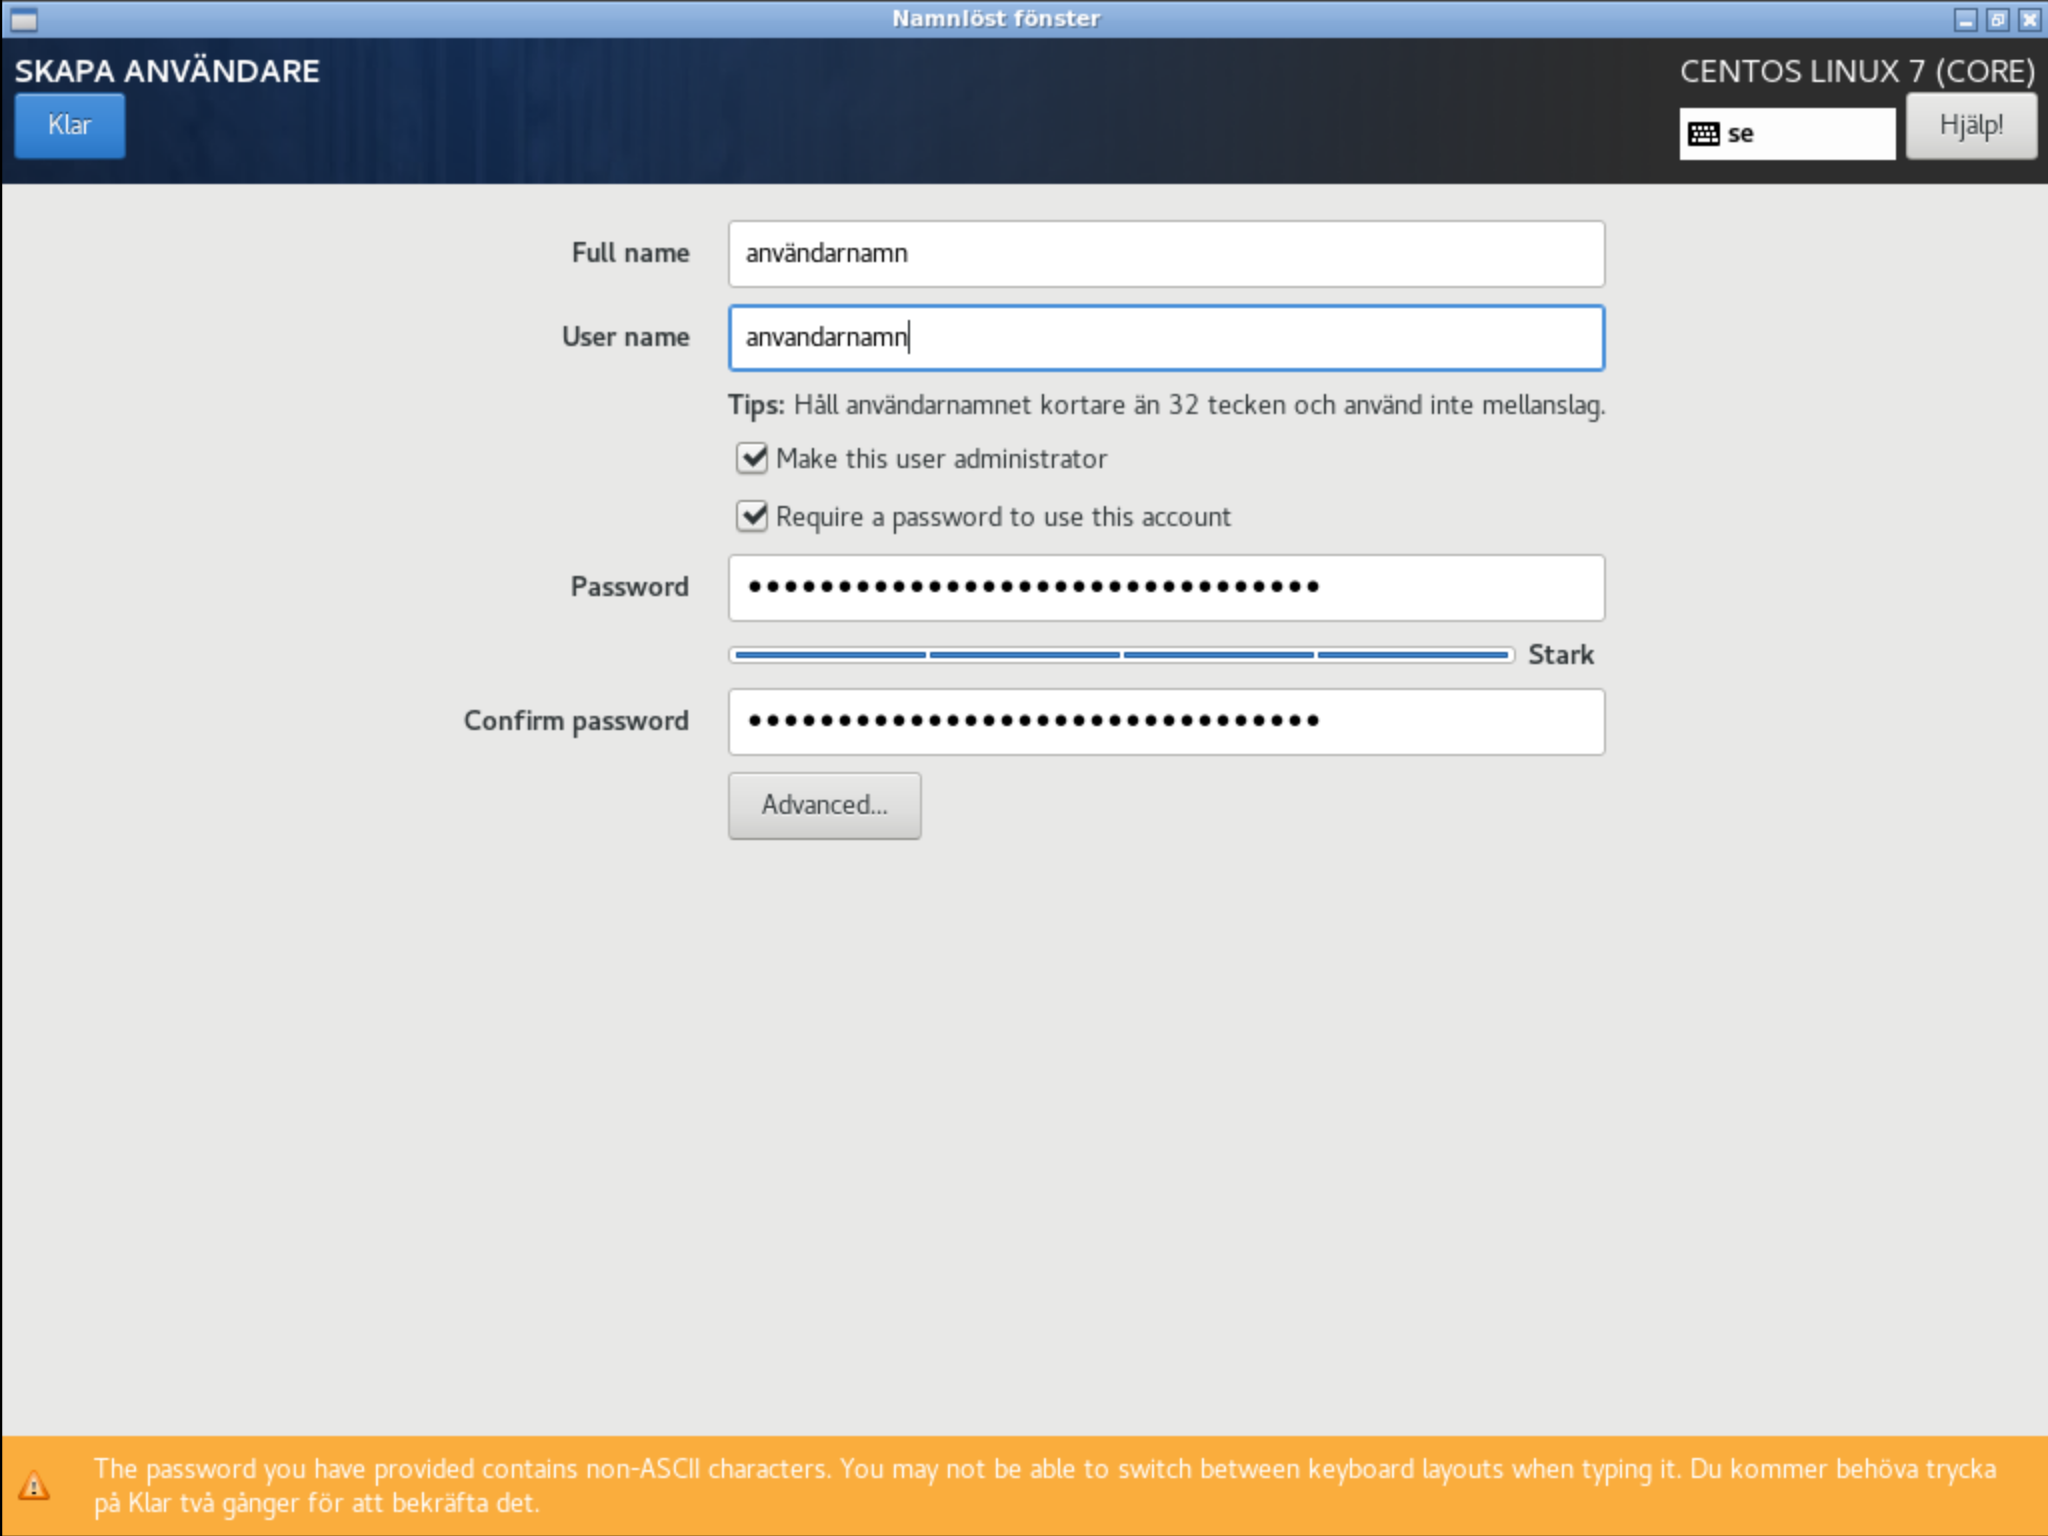 Namnlöst fönster
SKAPA ANVÄNDARE
CENTOS LINUX 7 (CORE)
Klar
se
Hjälp!
Full name
användarnamn
User name
anvandarnamn
Tips: Håll användarnamnet kortare än 32 tecken och använd inte mellanslag.
Make this user administrator
Require a password to use this account
Password
••••••••••••••••••••••••••••••••
Stark
Confirm password
••••••••••••••••••••••••••••••••
Advanced...
The password you have provided contains non-ASCII characters. You may not be able to switch between keyboard layouts when typing it. Du kommer behöva trycka
på Klar två gånger för att bekräfta det.